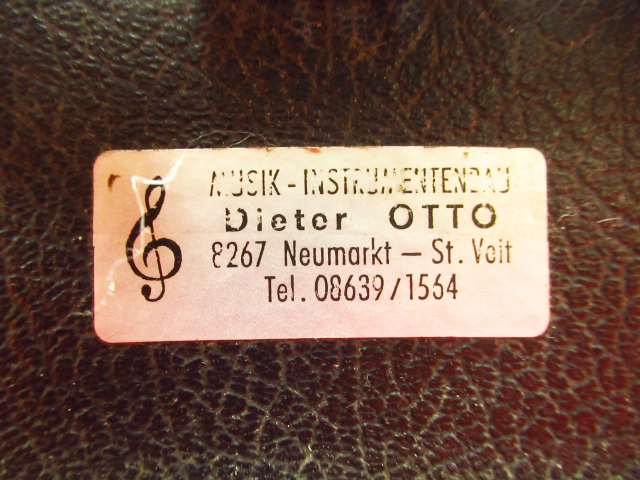 MUSIK - INSTRUMENTENBAU
Dieter OTTO
8267 Neumarkt — St. Veit
Tel. 08639/1564